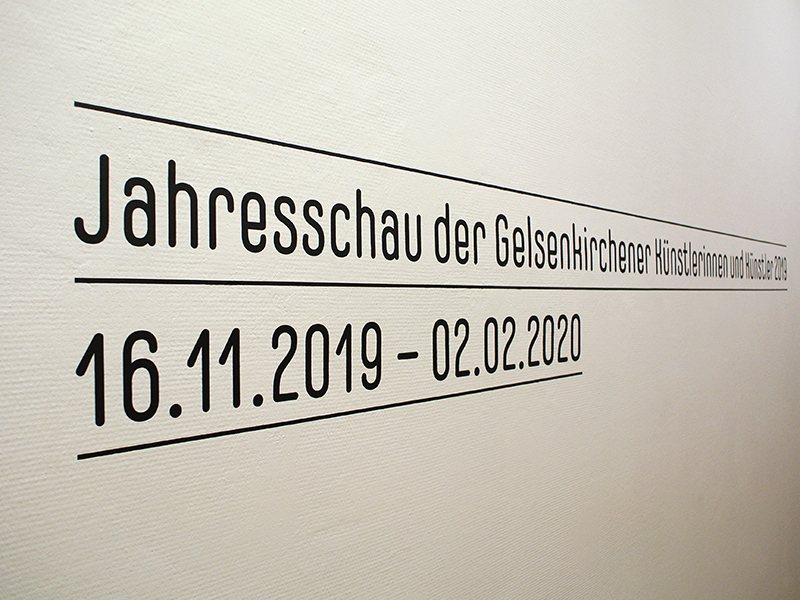 Jahresschau der Gelsenkirchener Künstlerinnen und Künstler 2019
16.11.2019 – 02.02.2020